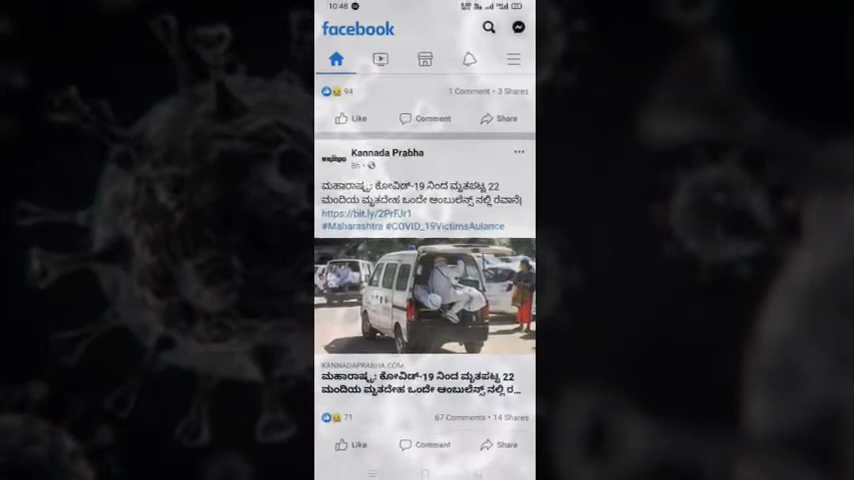 10:48
facebook
94
1 Comment • 3 Shares
Like Comment Share
Kannada Prabha
8h
ಮಹಾರಾಷ್ಟ್ರ: ಕೋವಿಡ್-19 ನಿಂದ ಮೃತಪಟ್ಟ 22
ಮಂದಿಯ ಮೃತದೇಹ ಒಂದೇ ಆಂಬುಲೆನ್ಸ್ ನಲ್ಲಿ ರವಾನೆ|
https://bit.ly/2PrFJr1
#Maharashtra #COVID_19VictimsAulance
KANNADAPRABHA.COM
ಮಹಾರಾಷ್ಟ್ರ: ಕೋವಿಡ್-19 ನಿಂದ ಮೃತಪಟ್ಟ 22
ಮಂದಿಯ ಮೃತದೇಹ ಒಂದೇ ಆಂಬುಲೆನ್ಸ್ ನಲ್ಲಿ ರ...
71
67 Comments • 14 Shares
Like Comment Share